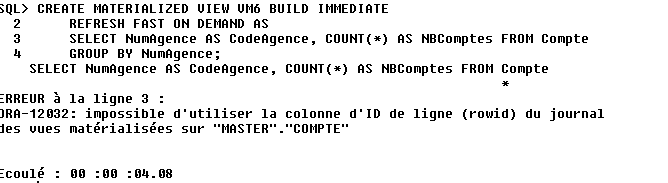 SQL> CREATE MATERIALIZED VIEW VM6 BUILD IMMEDIATE
2 REFRESH FAST ON DEMAND AS
3 SELECT NumAgence AS CodeAgence, COUNT(*) AS NBComptes FROM Compte
4 GROUP BY NumAgence;
SELECT NumAgence AS CodeAgence, COUNT(*) AS NBComptes FROM Compte
*
ERREUR à la ligne 3 :
ORA-12032: impossible d'utiliser la colonne d'ID de ligne (rowid) du journal
des vues matérialisées sur "MASTER"."COMPTE"
Ecoulé : 00 :00 :04.08